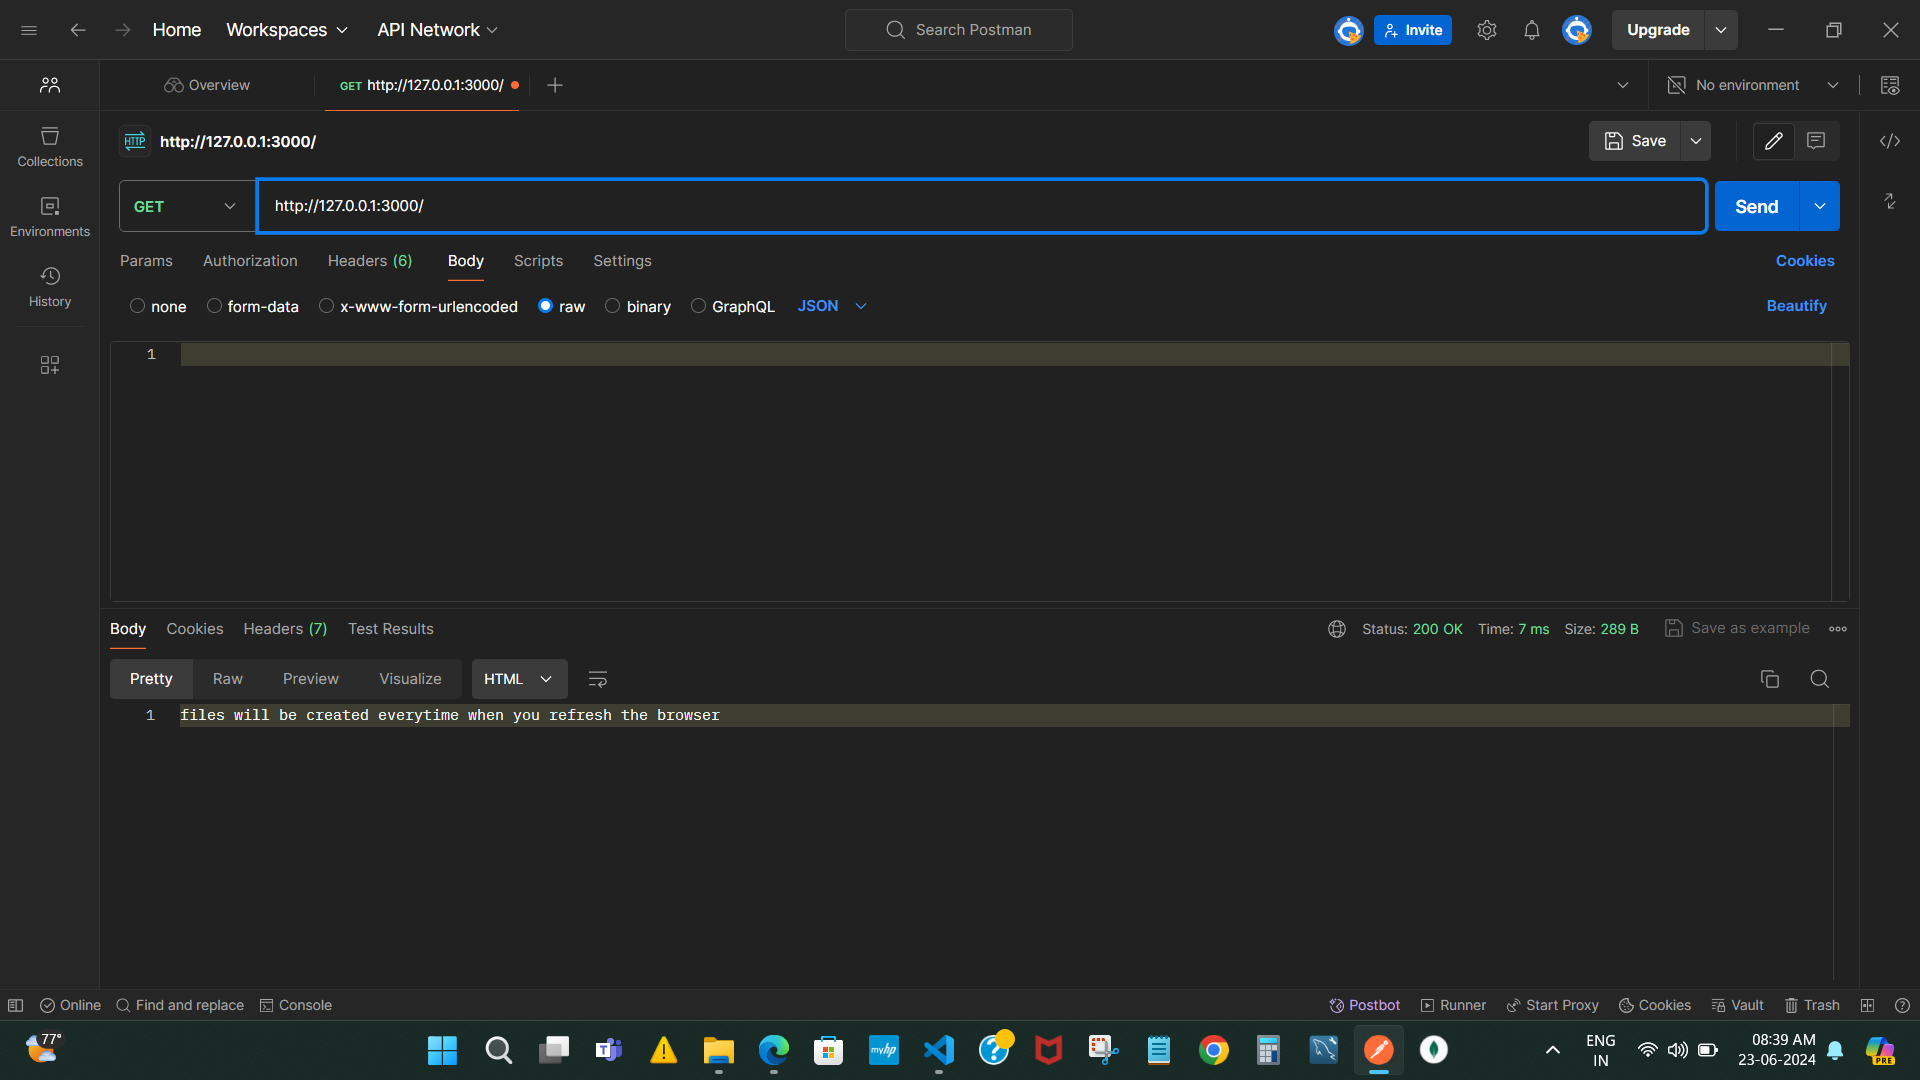 Home Workspaces API Network Search Postman Invite Upgrade
Overview GET http://127.0.0.1:3000/ No environment
HTTP http://127.0.0.1:3000/ Save
Collections
GET http://127.0.0.1:3000/ Send
Environments
Params Authorization Headers (6) Body Scripts Settings Cookies
History
none form-data x-www-form-urlencoded raw binary GraphQL JSON Beautify
1
Body Cookies Headers (7) Test Results Status: 200 OK Time: 7 ms Size: 289 B Save as example
Pretty Raw Preview Visualize HTML
1 files will be created everytime when you refresh the browser
Online Find and replace Console Postbot Runner Start Proxy Cookies Vault Trash
77° myhp PRE
ENG 08:39 AM
IN 23-06-2024